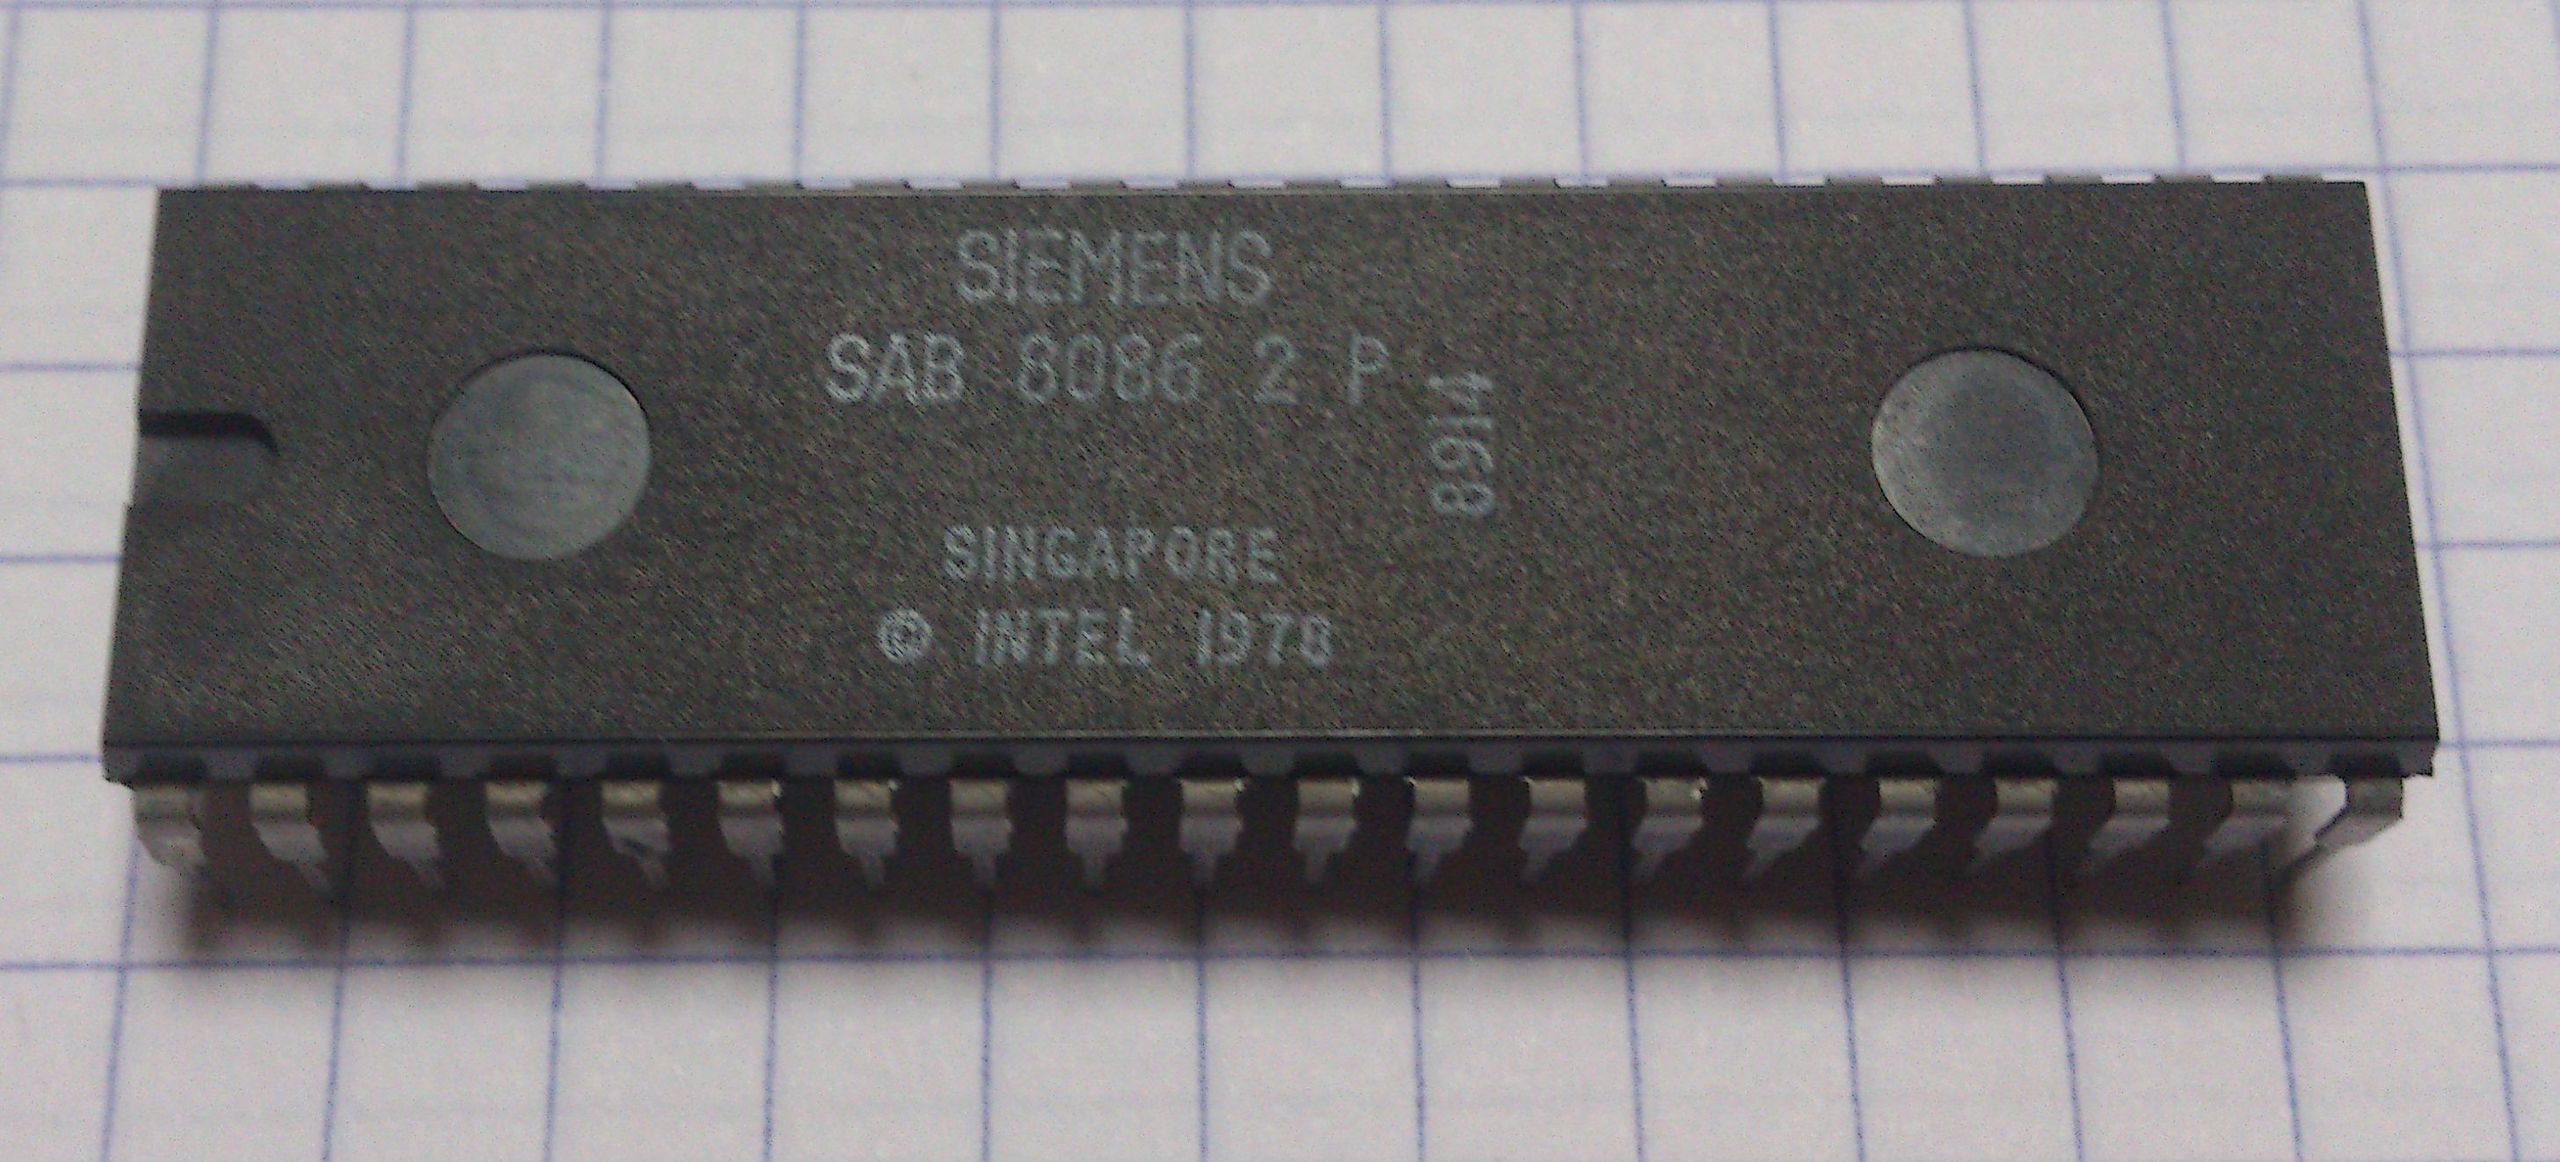 SIEMENS
SAB 8086 2 P
8914
SINGAPORE
© INTEL 1978